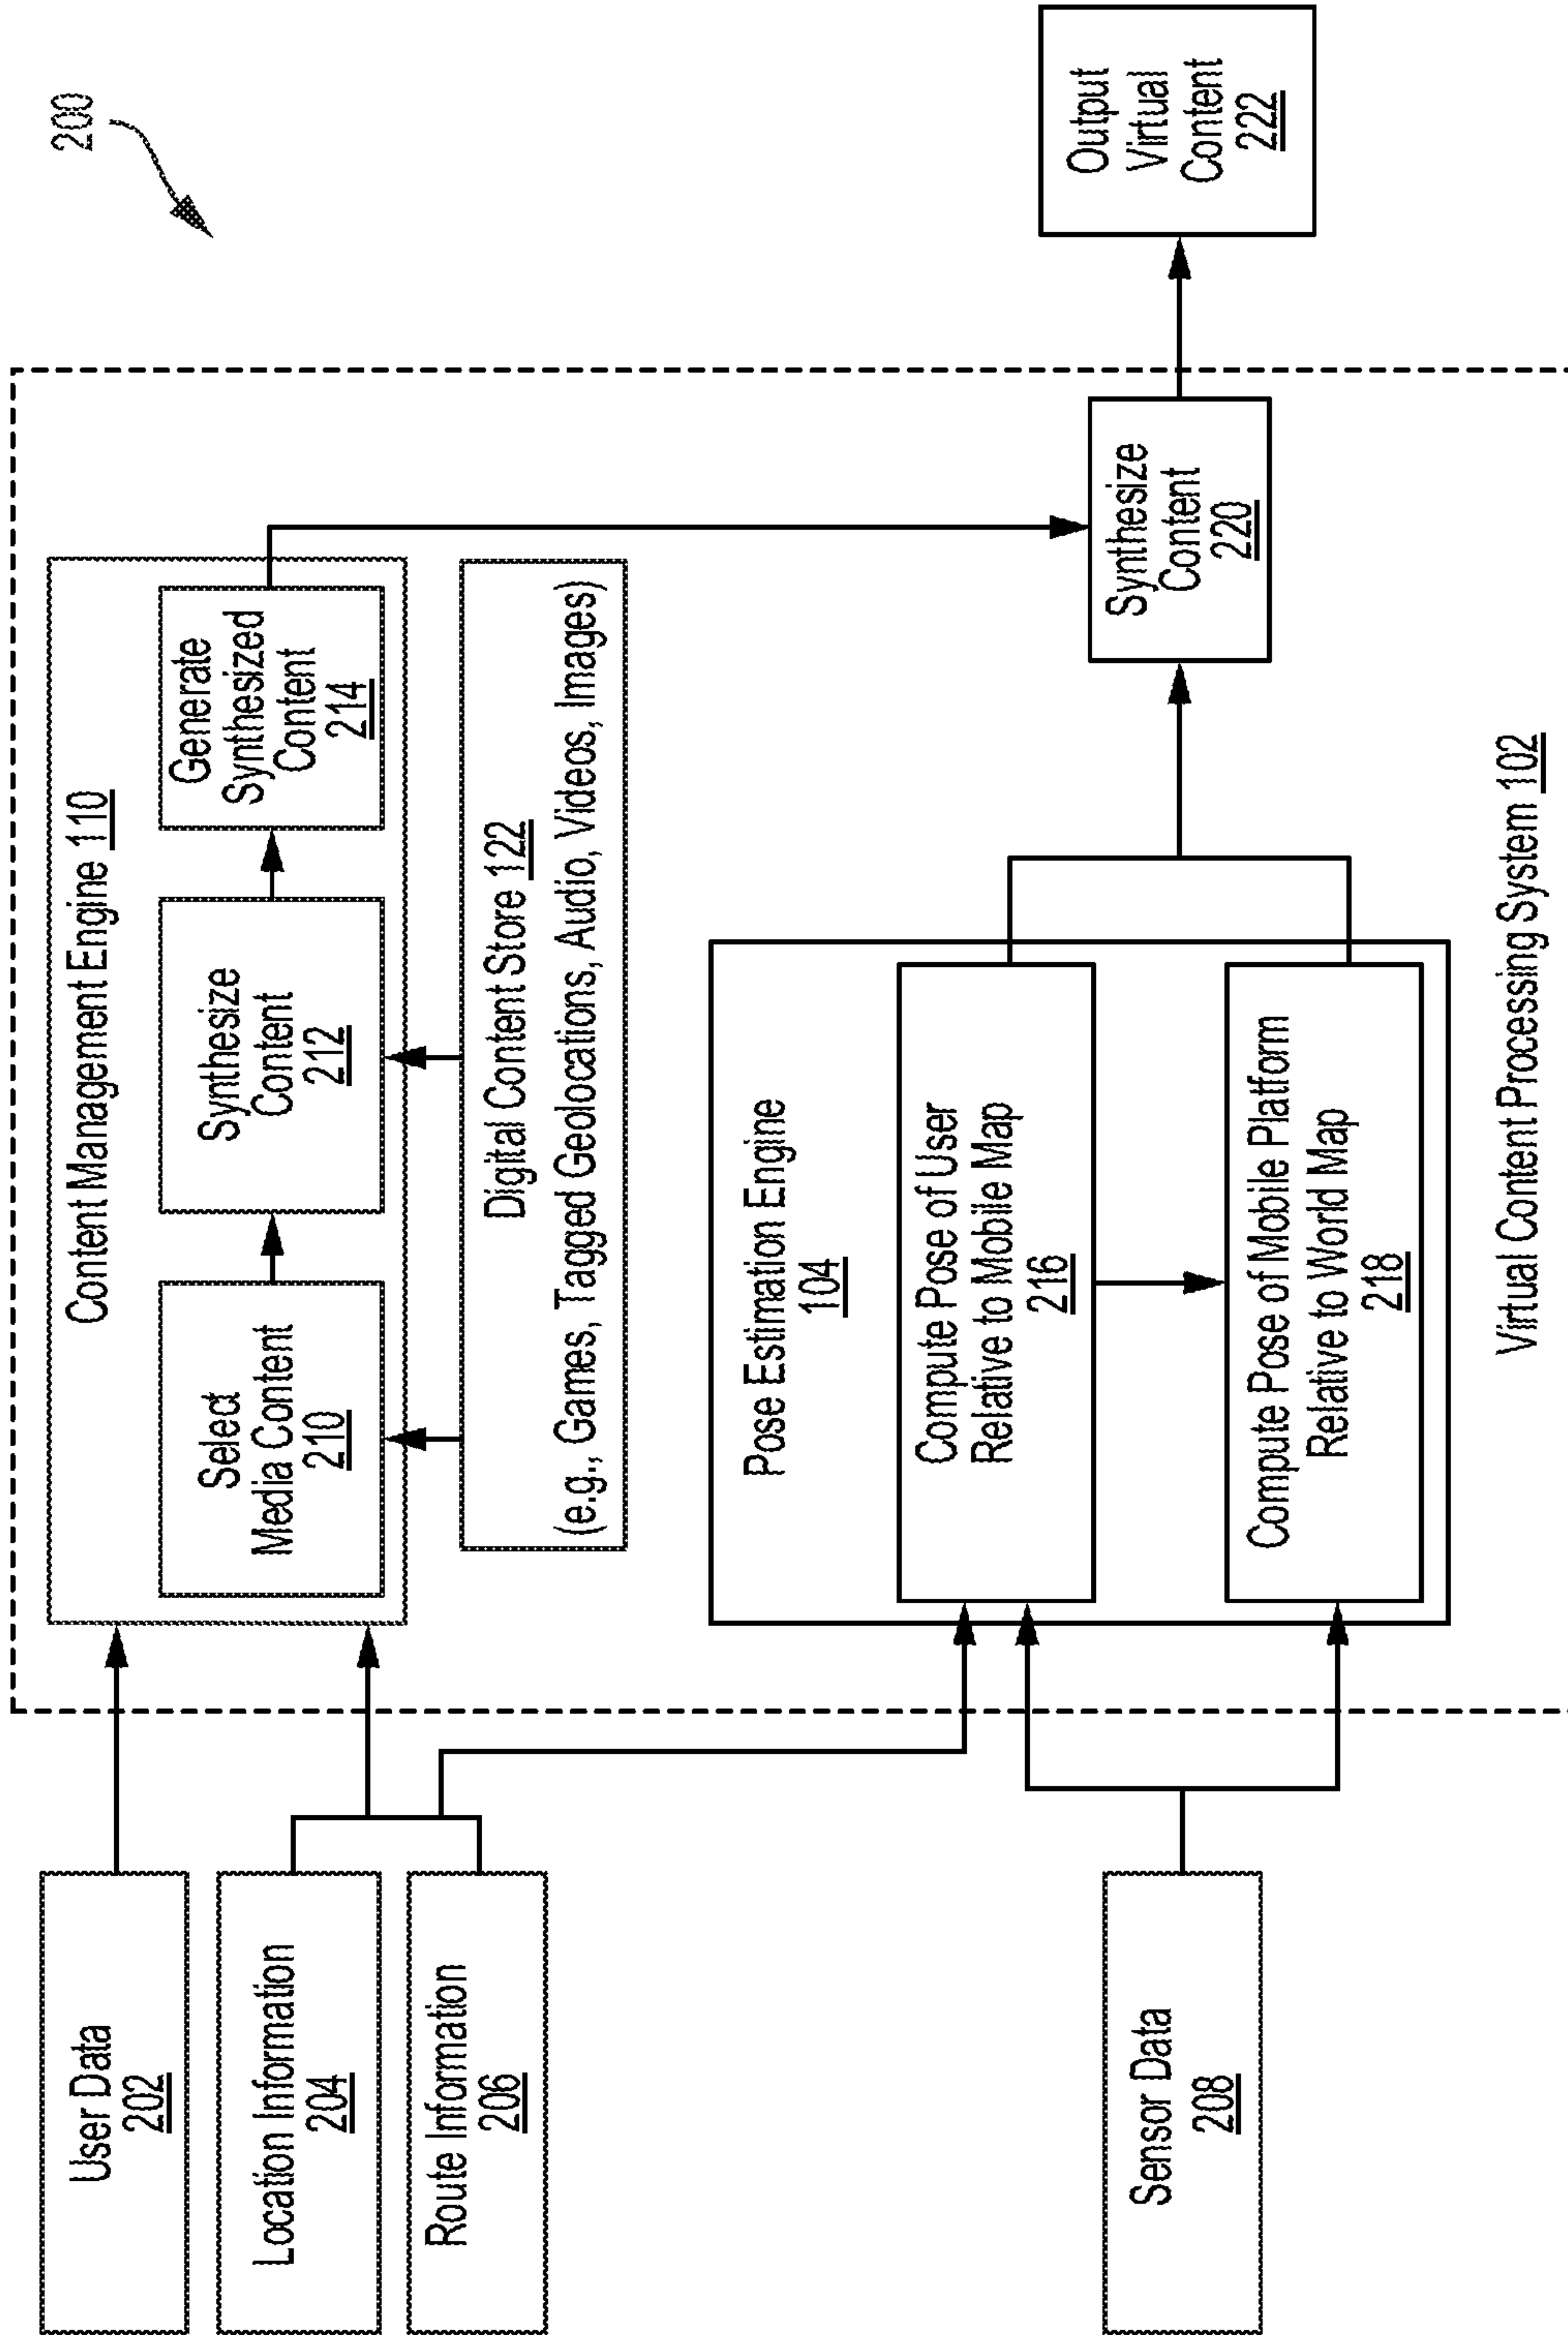 200
User Data
202
Location Information
204
Route Information
206
Sensor Data
208
Content Management Engine 110
Select
Media Content
210
Synthesize
Content
212
Generate
Synthesized
Content
214
Digital Content Store 122
(e.g., Games, Tagged Geolocations, Audio, Videos, Images)
Pose Estimation Engine
104
Compute Pose of User
Relative to Mobile Map
216
Compute Pose of Mobile Platform
Relative to World Map
218
Synthesize
Content
220
Output
Virtual
Content
222
Virtual Content Processing System 102